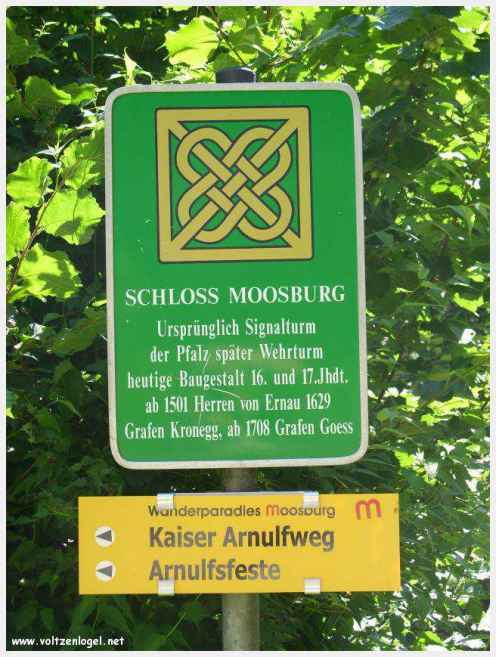 SCHLOSS MOOSBURG
Ursprünglich Signalturm
der Pfalz später Wehrturm
heutige Baugestalt 16. und 17.Jhdt.
ab 1501 Herren von Ernau 1629
Grafen Kronegg, ab 1708 Grafen Goess
Wanderparadies Moosburg m
Kaiser Arnulfweg
Arnulfsfeste
www.voltzenlogel.net